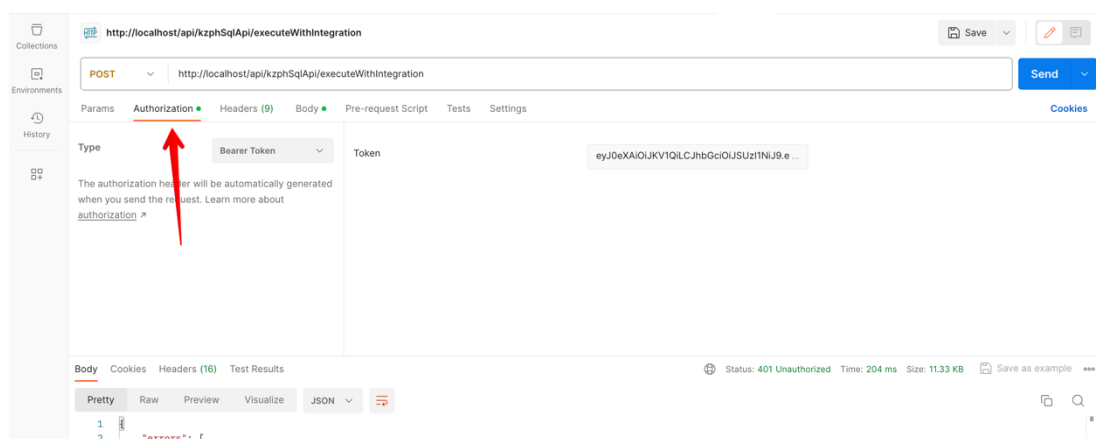 Collections
Environments
History
HTTP http://localhost/api/kzphSqlApi/executeWithIntegration
Save
POST http://localhost/api/kzphSqlApi/executeWithIntegration
Send
Params Authorization Headers (9) Body Pre-request Script Tests Settings Cookies
Type Bearer Token
The authorization header will be automatically generated
when you send the request. Learn more about
authorization ↗
Token eyJ0eXAiOiJKV1QiLCJhbGciOiJSUzI1NiJ9.e ...
Body Cookies Headers (16) Test Results Status: 401 Unauthorized Time: 204 ms Size: 11.33 KB Save as example
Pretty Raw Preview Visualize JSON
1 {
2 "errors": [